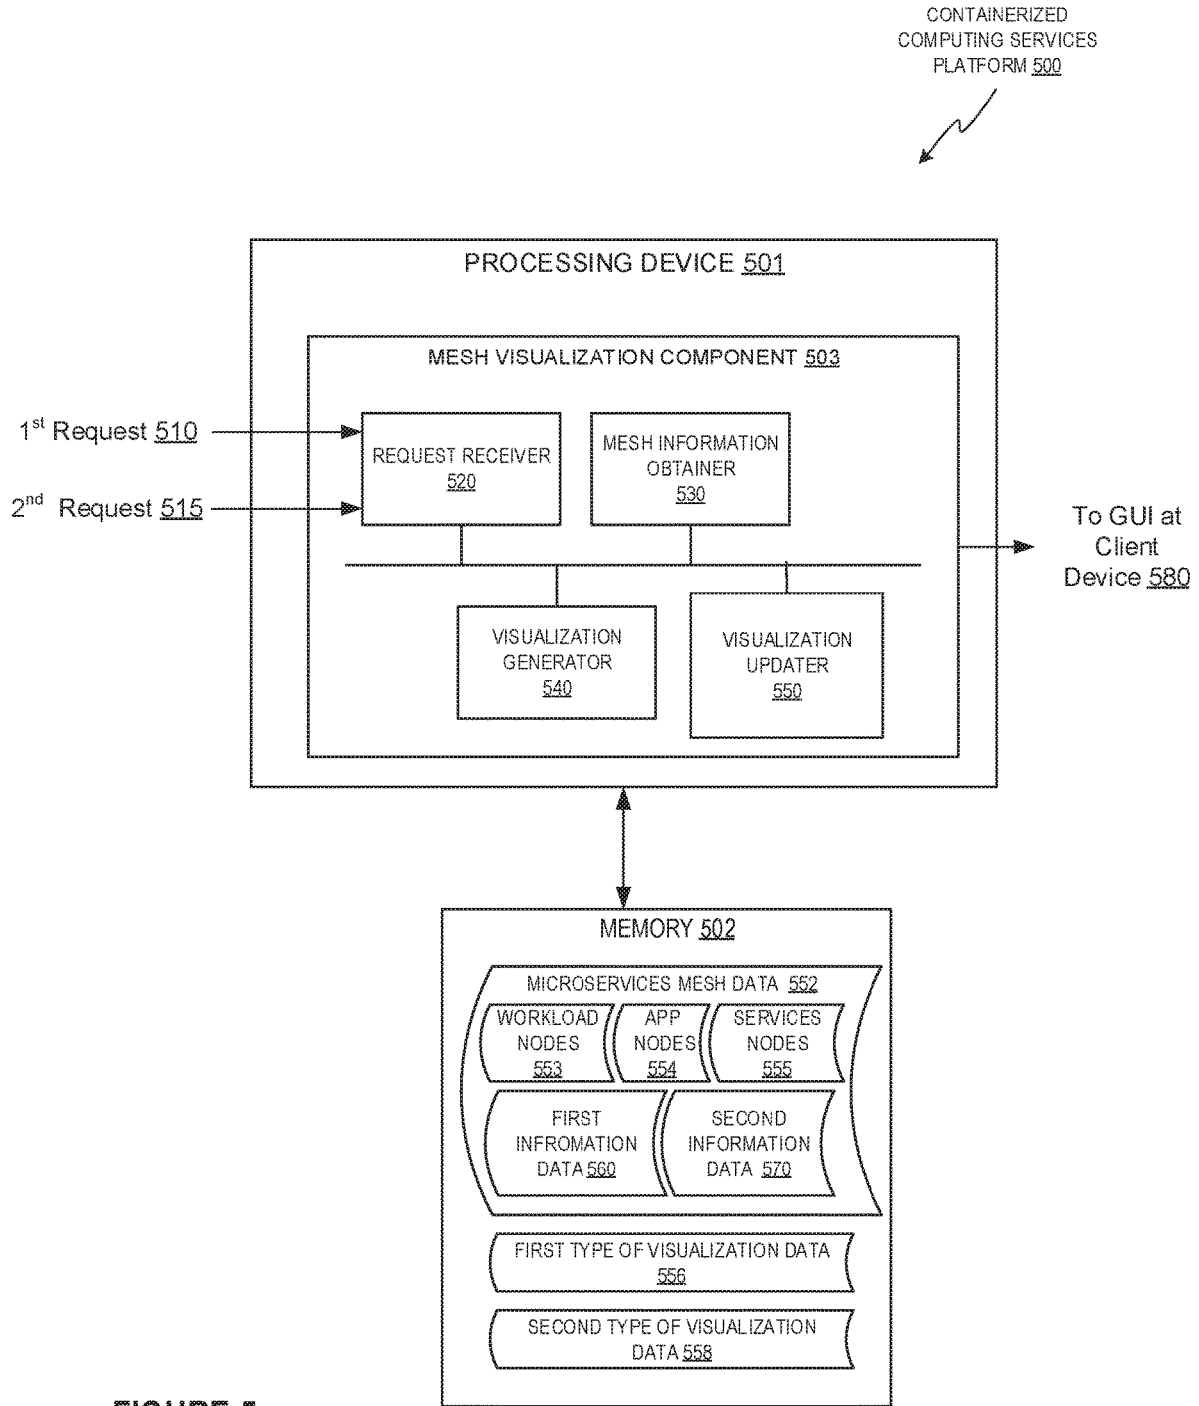 CONTAINERIZED
COMPUTING SERVICES
PLATFORM 500
PROCESSING DEVICE 501
MESH VISUALIZATION COMPONENT 503
1st Request 510
2nd Request 515
REQUEST RECEIVER
520
MESH INFORMATION
OBTAINER
530
VISUALIZATION
GENERATOR
540
VISUALIZATION
UPDATER
550
To GUI at
Client
Device 580
MEMORY 502
MICROSERVICES MESH DATA 552
WORKLOAD
NODES
553
APP
NODES
554
SERVICES
NODES
555
FIRST
INFROMATION
DATA 560
SECOND
INFORMATION
DATA 570
FIRST TYPE OF VISUALIZATION DATA
556
SECOND TYPE OF VISUALIZATION
DATA 558
FIGURE